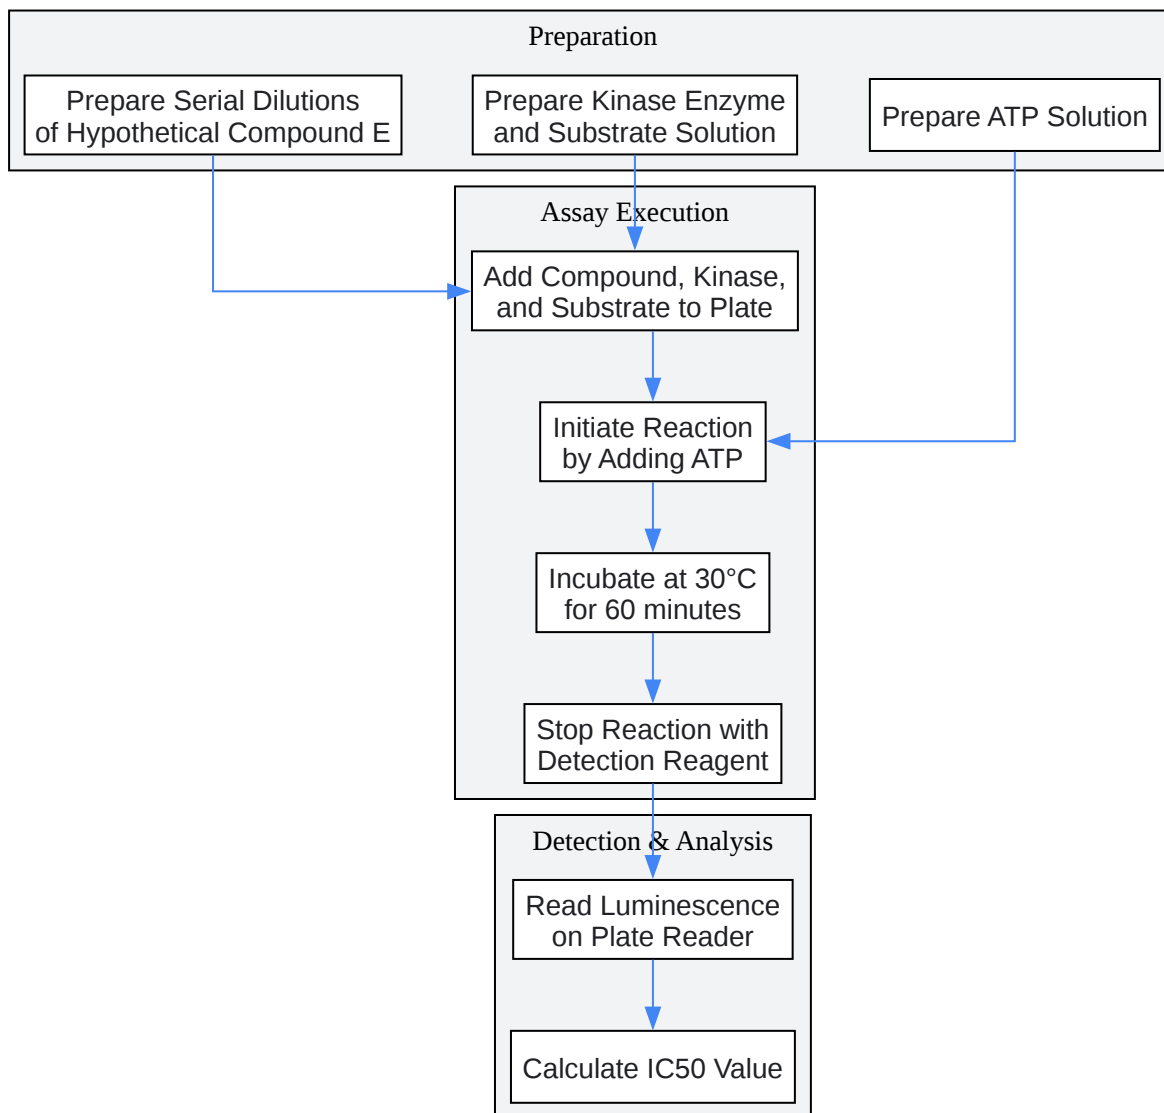 Preparation
Prepare Serial Dilutions
of Hypothetical Compound E
Prepare Kinase Enzyme
and Substrate Solution
Prepare ATP Solution
Assay Execution
Add Compound, Kinase,
and Substrate to Plate
Initiate Reaction
by Adding ATP
Incubate at 30°C
for 60 minutes
Stop Reaction with
Detection Reagent
Detection & Analysis
Read Luminescence
on Plate Reader
Calculate IC50 Value